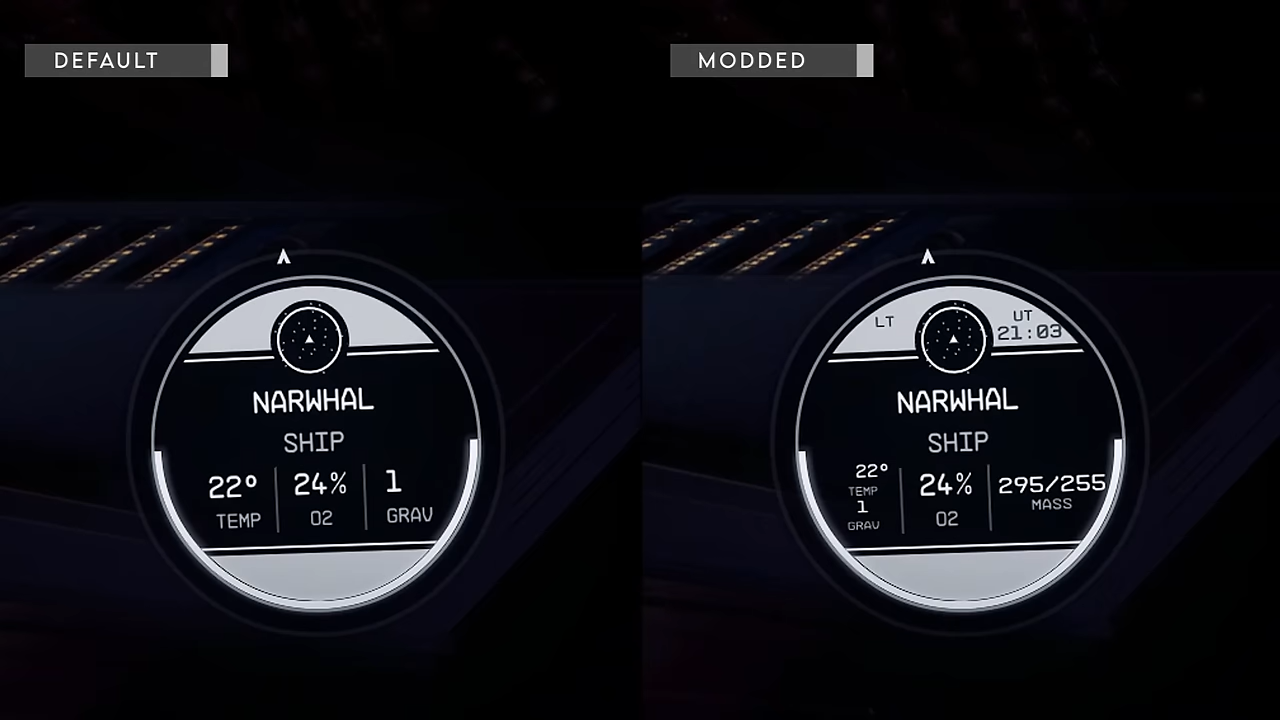 DEFAULT
NARWHAL
SHIP
22° 24% 1
TEMP O2 GRAV
MODDED
LT UT
21:03
NARWHAL
SHIP
22° 24% 295/255
TEMP O2 MASS
1
GRAV